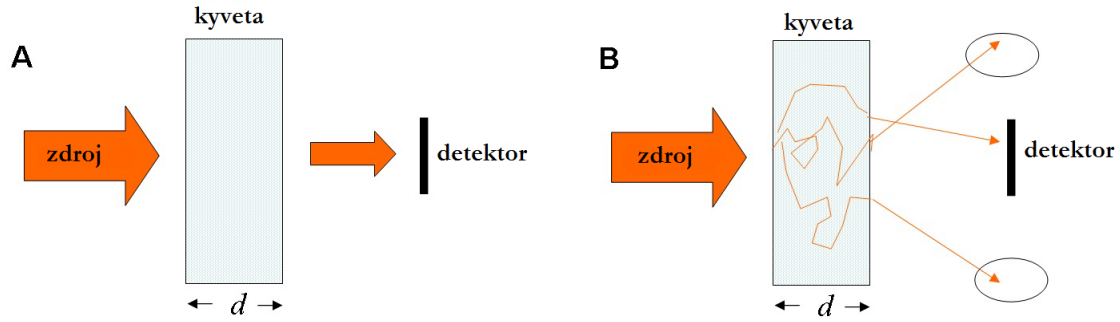 kyveta
A
zdroj
detektor
d
kyveta
B
zdroj
detektor
d